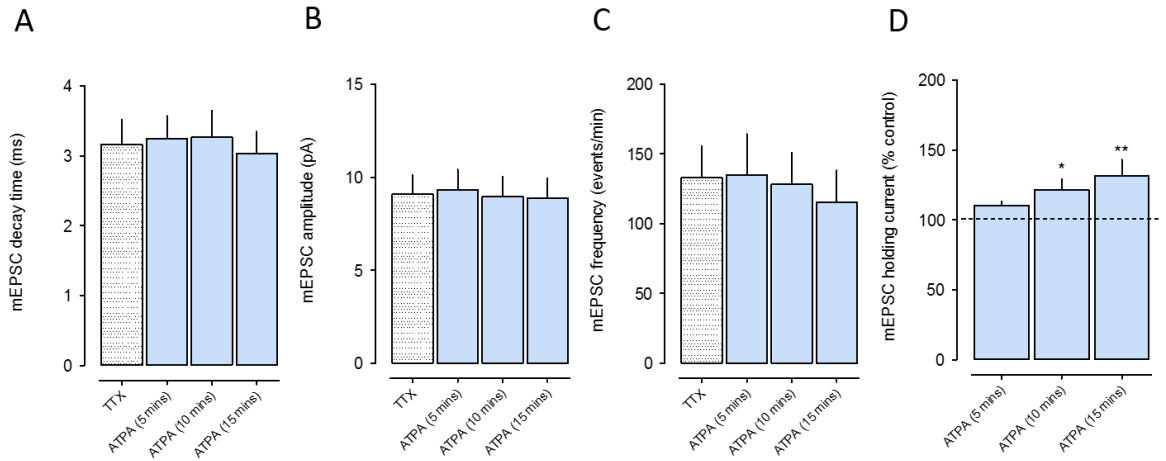 A
B
C
D
mEPSC decay time (ms)
4
3
2
1
0
TTX
ATPA (5 mins)
ATPA (10 mins)
ATPA (15 mins)
mEPSC amplitude (pA)
15
10
5
0
TTX
ATPA (5 mins)
ATPA (10 mins)
ATPA (15 mins)
mEPSC frequency (events/min)
200
150
100
50
0
TTX
ATPA (5 mins)
ATPA (10 mins)
ATPA (15 mins)
mEPSC holding current (% control)
200
150
100
50
0
*
**
ATPA (5 mins)
ATPA (10 mins)
ATPA (15 mins)